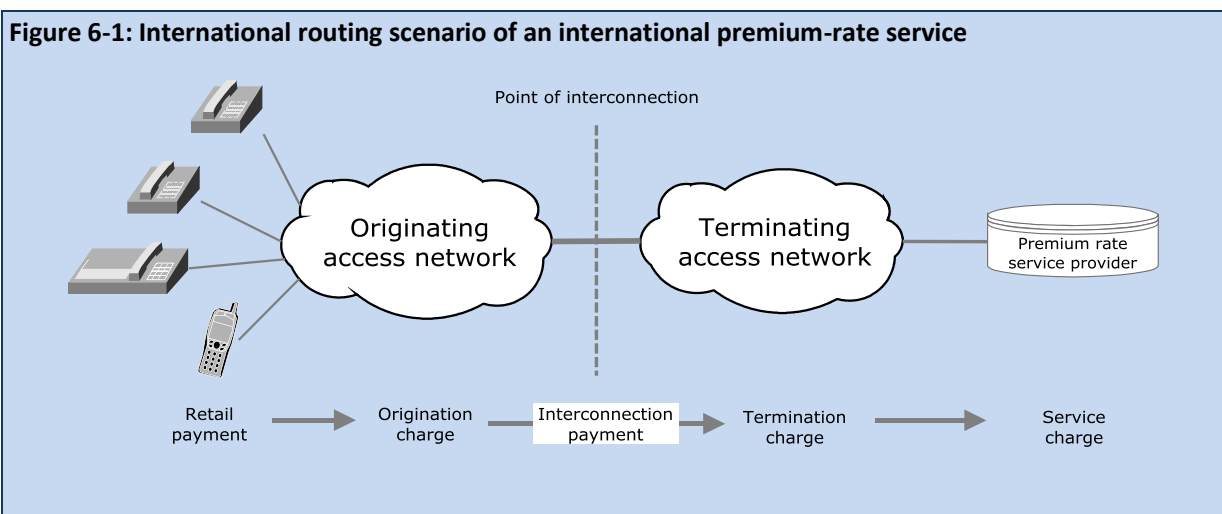 Figure 6-1: International routing scenario of an international premium-rate service
Point of interconnection
Originating
access network
Terminating
access network
Premium rate
service provider
Retail
payment
Origination
charge
Interconnection
payment
Termination
charge
Service
charge